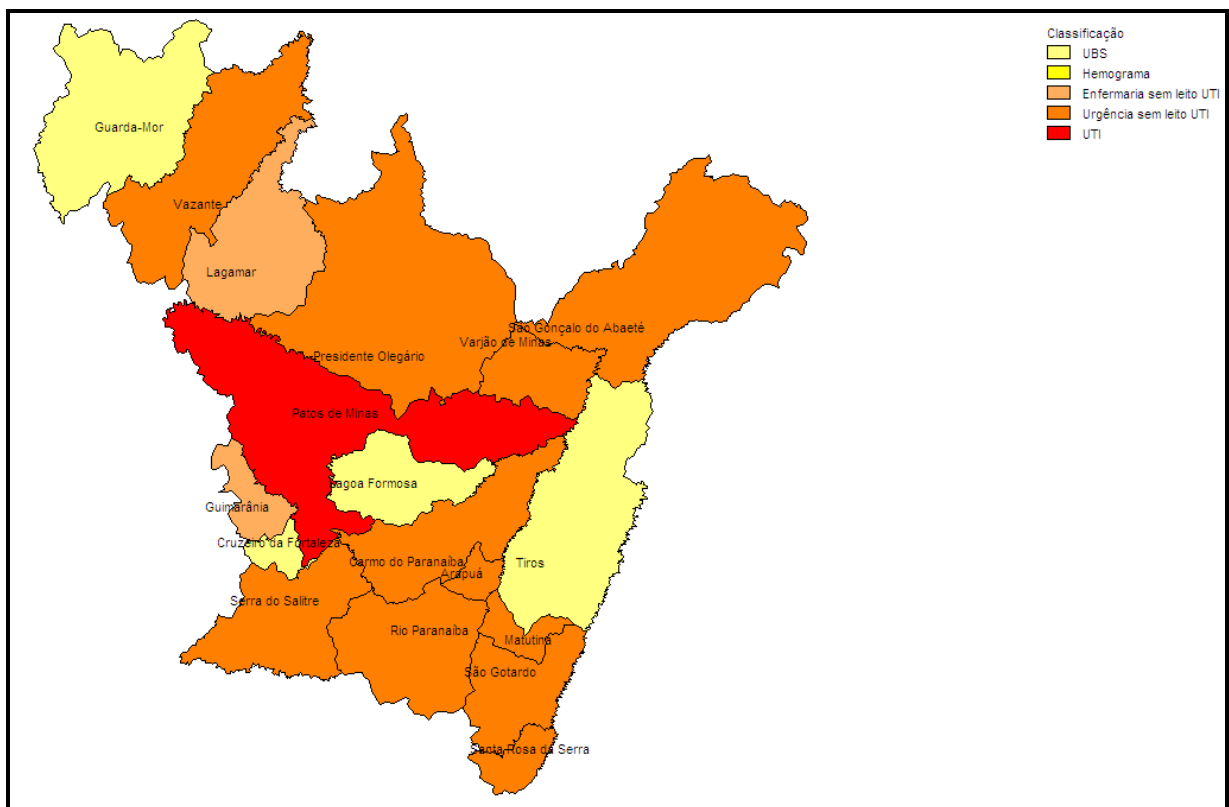 Classificação
UBS
Hemograma
Enfermaria sem leito UTI
Urgência sem leito UTI
UTI
Guarda-Mor
Vazante
Lagamar
São Gonçalo do Abaeté
Varjão de Minas
Presidente Olegário
Patos de Minas
Lagoa Formosa
Guimarânia
Cruzeiro da Fortaleza
Carmo do Paranaíba
Tiros
Arapuá
Serra do Salitre
Rio Paranaíba
Matutina
São Gotardo
Santa Rosa da Serra